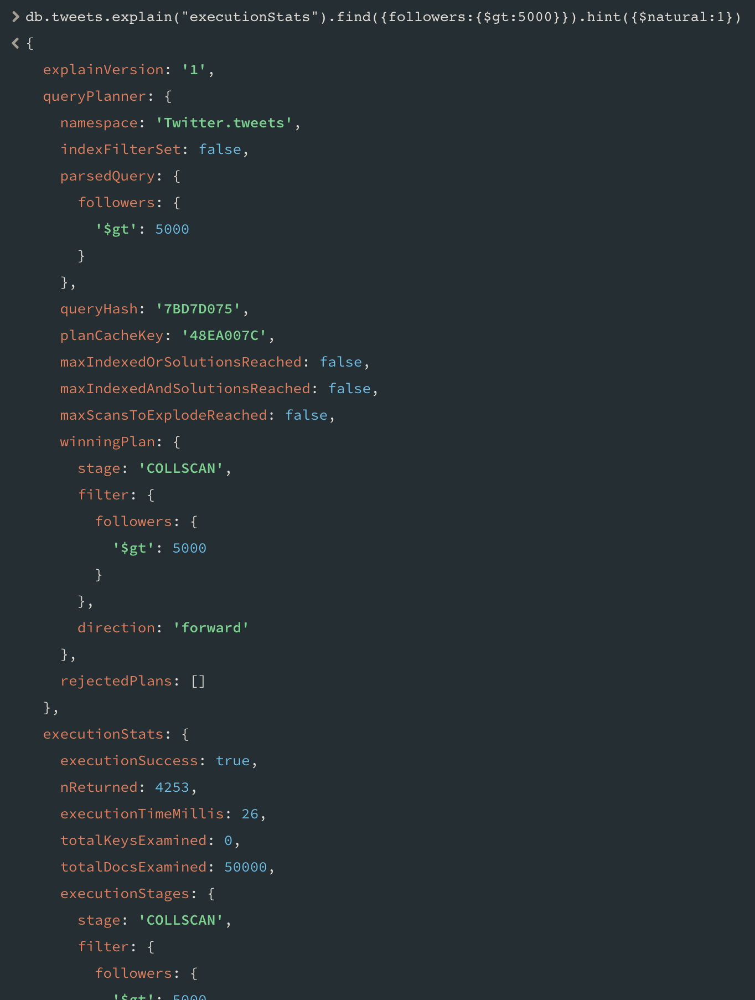 db.tweets.explain("executionStats").find({followers:{$gt:5000}}).hint({$natural:1})
{
explainVersion: '1',
queryPlanner: {
namespace: 'Twitter.tweets',
indexFilterSet: false,
parsedQuery: {
followers: {
'$gt': 5000
}
},
queryHash: '7BD7D075',
planCacheKey: '48EA007C',
maxIndexedOrSolutionsReached: false,
maxIndexedAndSolutionsReached: false,
maxScansToExplodeReached: false,
winningPlan: {
stage: 'COLLSCAN',
filter: {
followers: {
'$gt': 5000
}
},
direction: 'forward'
},
rejectedPlans: []
},
executionStats: {
executionSuccess: true,
nReturned: 4253,
executionTimeMillis: 26,
totalKeysExamined: 0,
totalDocsExamined: 50000,
executionStages: {
stage: 'COLLSCAN',
filter: {
followers: {
'$gt': 5000